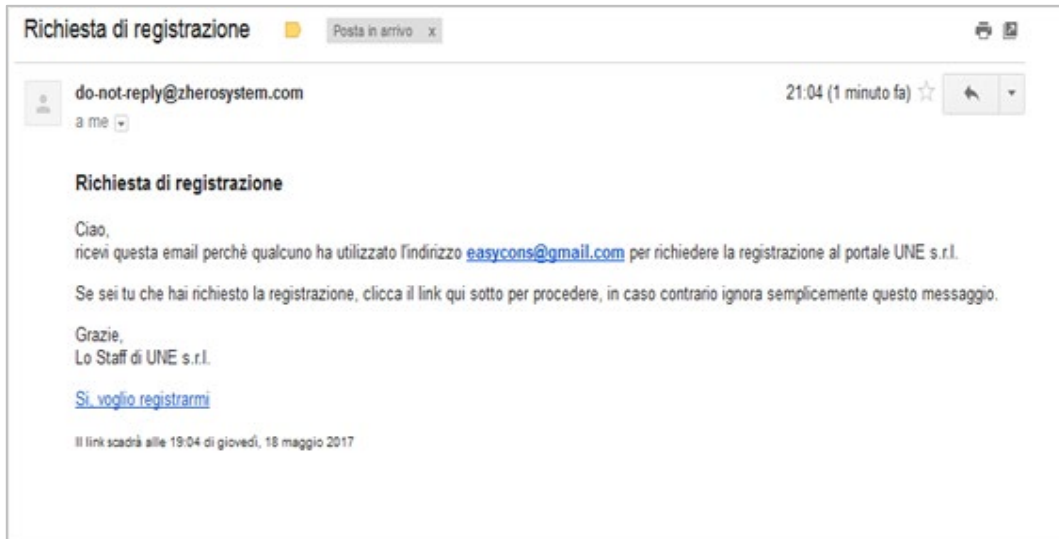 Richiesta di registrazione
Posta in arrivo x
do-not-reply@zherosystem.com
21:04 (1 minuto fa)
a me
Richiesta di registrazione
Ciao,
ricevi questa email perchè qualcuno ha utilizzato l'indirizzo easycons@gmail.com per richiedere la registrazione al portale UNE s.r.l.
Se sei tu che hai richiesto la registrazione, clicca il link qui sotto per procedere, in caso contrario ignora semplicemente questo messaggio.
Grazie,
Lo Staff di UNE s.r.l.
Si, voglio registrarmi
Il link scadrà alle 19:04 di giovedì, 18 maggio 2017